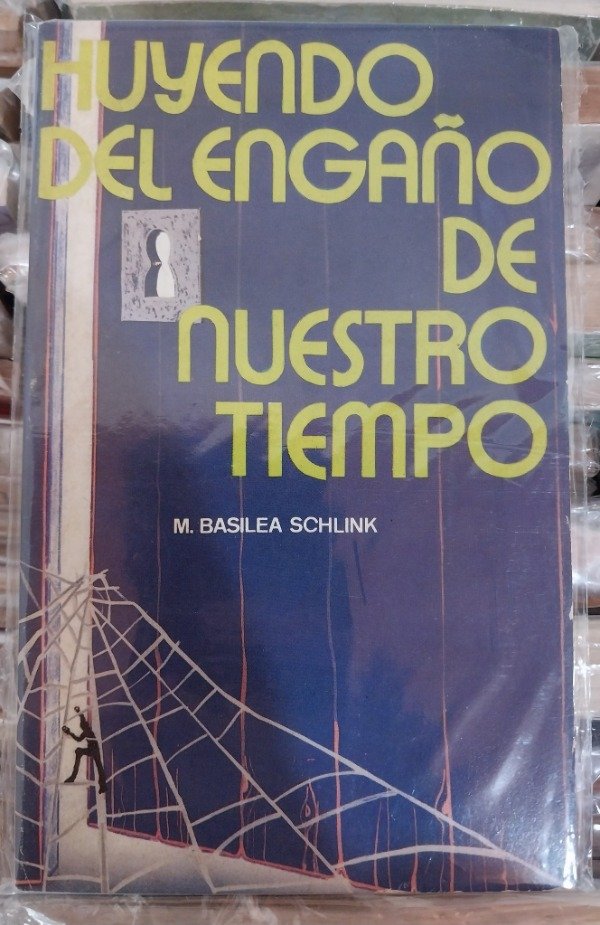 HUYENDO
DEL ENGAÑO
DE
NUESTRO
TIEMPO
M. BASILEA SCHLINK